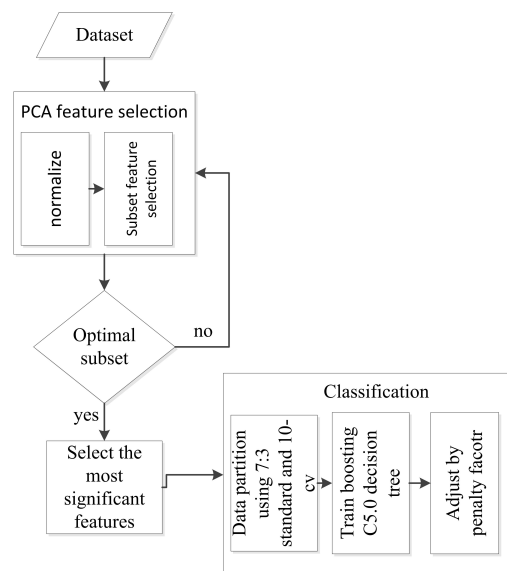 Dataset
PCA feature selection
normalize
Subset feature
selection
Optimal
subset
no
yes
Select the
most
significant
features
Classification
Data partition
using 7:3
standard and 10-
cv
Train boosting
C5.0 decision
tree
Adjust by
penalty facotr